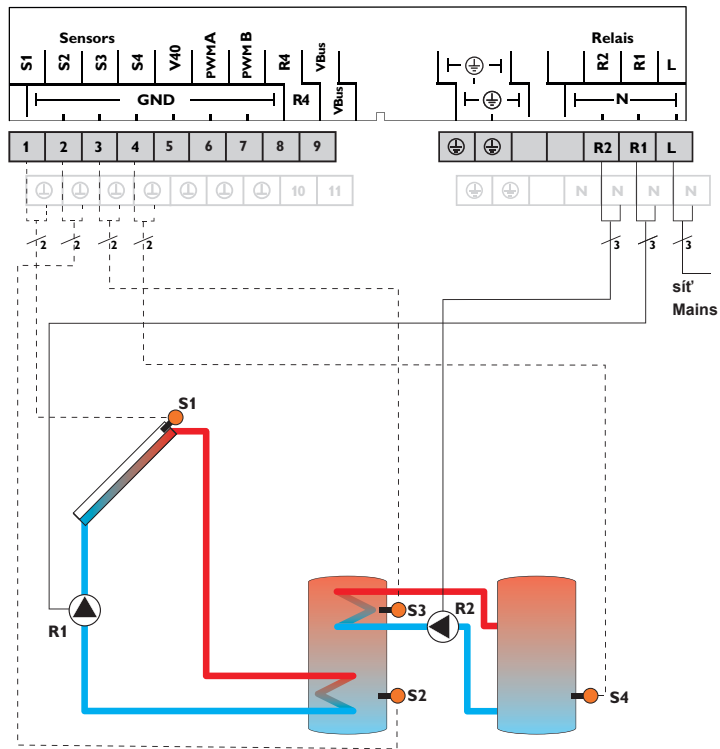 Sensors
Relais
S1 S2 S3 S4 V40 PWMA PWM B R4 VBus
R2 R1 L
GND
R4 VBus
N
1 2 3 4 5 6 7 8 9
R2 R1 L
10 11
N N N N
2 2 2 2
3 3 3
síť
Mains
S1
S3
R2
R1
S2
S4